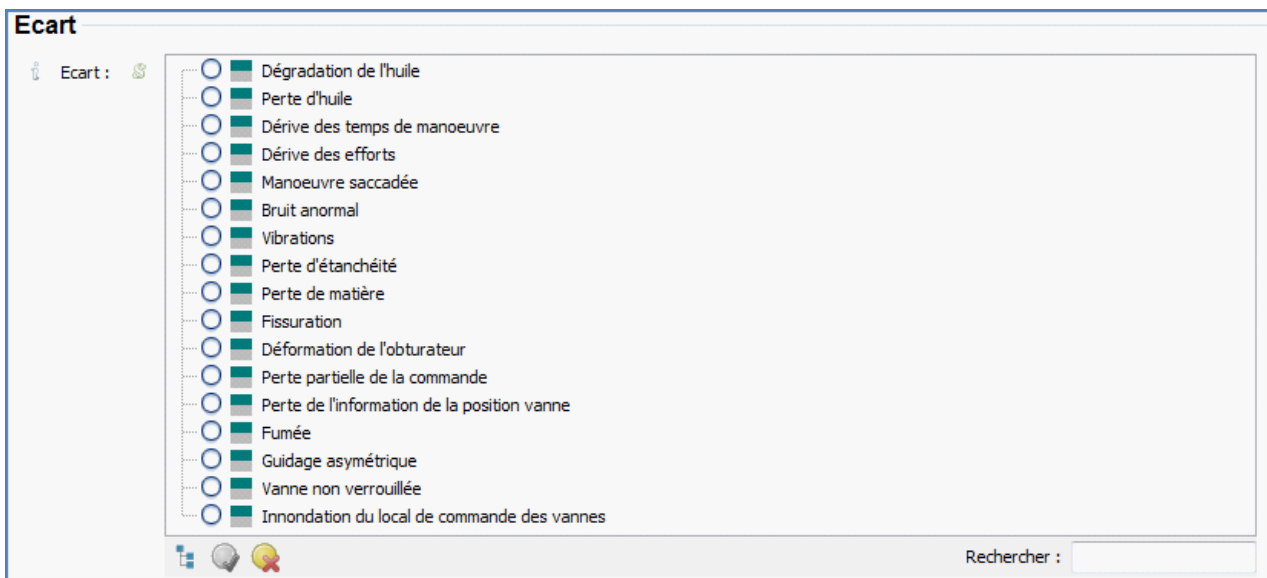 Ecart
Ecart :
Dégradation de l'huile
Perte d'huile
Dérive des temps de manoeuvre
Dérive des efforts
Manoeuvre saccadée
Bruit anormal
Vibrations
Perte d'étanchéité
Perte de matière
Fissuration
Déformation de l'obturateur
Perte partielle de la commande
Perte de l'information de la position vanne
Fumée
Guidage asymétrique
Vanne non verrouillée
Innondation du local de commande des vannes
Rechercher :